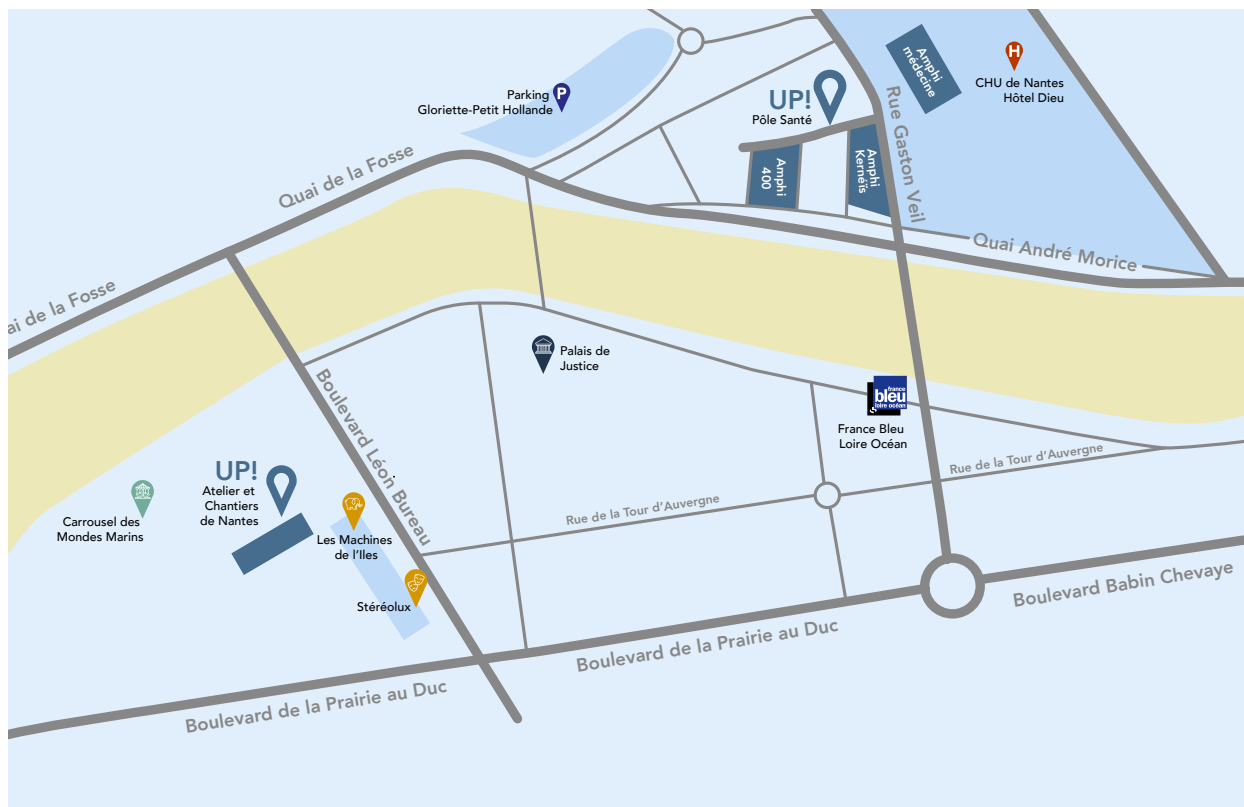 Parking
Gloriette-Petit Hollande
P
UP!
Pôle Santé
Amphi
médecine
H
CHU de Nantes
Hôtel Dieu
Amphi
400
Amphi
Kernéïs
Rue Gaston Veil
Quai André Morice
Quai de la Fosse
ai de la Fosse
Palais de
Justice
france
bleu
loire océan
France Bleu
Loire Océan
Boulevard Léon Bureau
UP!
Atelier et
Chantiers
de Nantes
Carrousel des
Mondes Marins
Les Machines
de l'Iles
Stéréolux
Rue de la Tour d'Auvergne
Rue de la Tour d'Auvergne
Boulevard Babin Chevaye
Boulevard de la Prairie au Duc
Boulevard de la Prairie au Duc